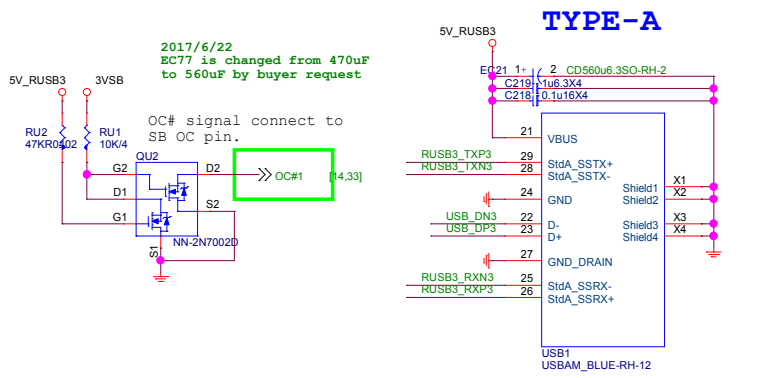 TYPE-A
5V_RUSB3
2017/6/22
EC77 is changed from 470uF
to 560uF by buyer request
EC21 1+ 2 CD560u6.3SO-RH-2
C219 1u6.3X4
C218 0.1u16X4
5V_RUSB3 3VSB
OC# signal connect to
SB OC pin.
RU2 RU1
47KR0402 10K/4
QU2
G2 D2
OC#1 [14,33]
D1
S2
G1
S1
NN-2N7002D
21 VBUS
RUSB3_TXP3 29 StdA_SSTX+
RUSB3_TXN3 28 StdA_SSTX-
X1 Shield1
X2 Shield2
24 GND
USB_DN3 22 D-
USB_DP3 23 D+
X3 Shield3
X4 Shield4
27 GND_DRAIN
RUSB3_RXN3 25 StdA_SSRX-
RUSB3_RXP3 26 StdA_SSRX+
USB1
USBAM_BLUE-RH-12